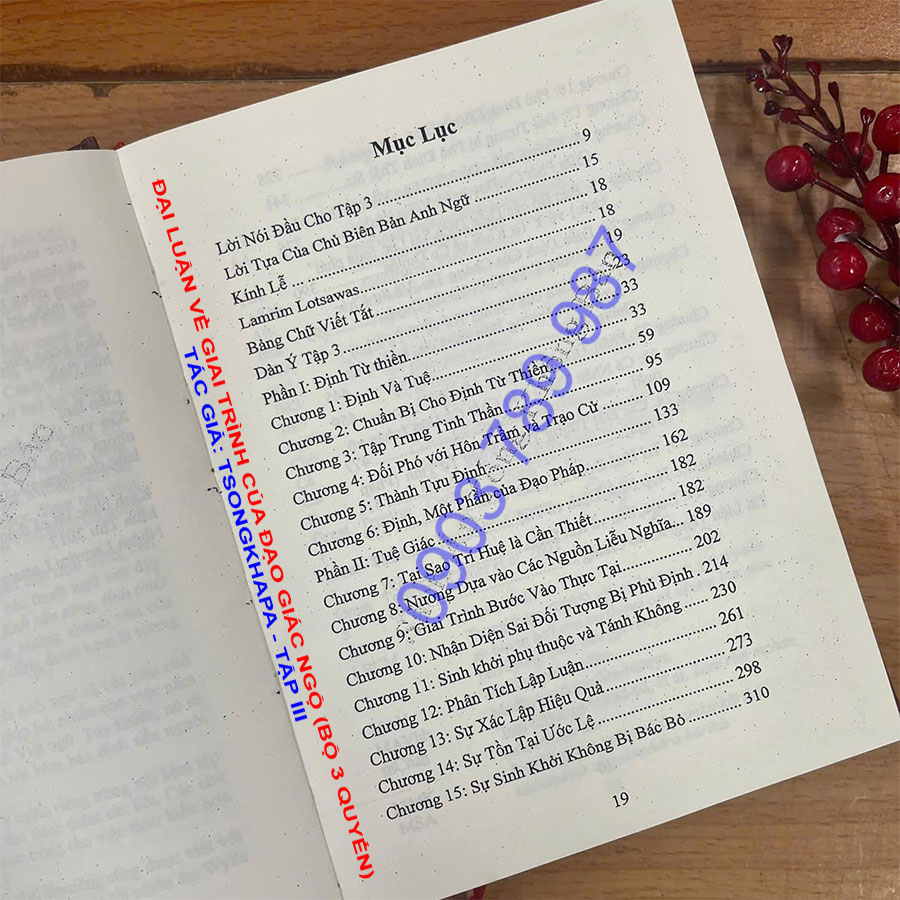 Mục Lục
Lời Nói Đầu Cho Tập 3 ........ 9
Lời Tựa Của Chủ Biên Bản Anh Ngữ ........ 15
Kính Lễ ........ 18
Lamrim Lotsawas ........ 18
Bảng Chữ Viết Tắt ........ 19
Dàn Ý Tập 3 ........ 23
Phần I: Định Từ thiền ........ 33
Chương 1: Định Và Tuệ ........ 33
Chương 2: Chuẩn Bị Cho Định Từ Thiền ........ 59
Chương 3: Tập Trung Tinh Thần ........ 95
Chương 4: Đối Phó với Hôn Trầm và Trạo Cử ........ 109
Chương 5: Thành Tựu Định ........ 133
Chương 6: Định, Một Phần của Đạo Pháp ........ 162
Phần II: Tuệ Giác ........ 182
Chương 7: Tại Sao Trí Huệ là Cần Thiết ........ 182
Chương 8: Nương Dựa vào Các Nguồn Liễu Nghĩa... 189
Chương 9: Giai Trình Bước Vào Thực Tại ........ 202
Chương 10: Nhận Diện Sai Đối Tượng Bị Phủ Định . 214
Chương 11: Sinh khởi phụ thuộc và Tánh Không ........ 230
Chương 12: Phân Tích Lập Luận ........ 261
Chương 13: Sự Xác Lập Hiệu Quả ........ 273
Chương 14: Sự Tồn Tại Ước Lệ ........ 298
Chương 15: Sự Sinh Khởi Không Bị Bác Bỏ ........ 310
19
ĐẠI LUẬN VỀ GIAI TRÌNH CỦA ĐẠO GIÁC NGỘ (BỘ 3 QUYỂN)
TÁC GIẢ: TSONGKHAPA - TẬP III
0903 789 987